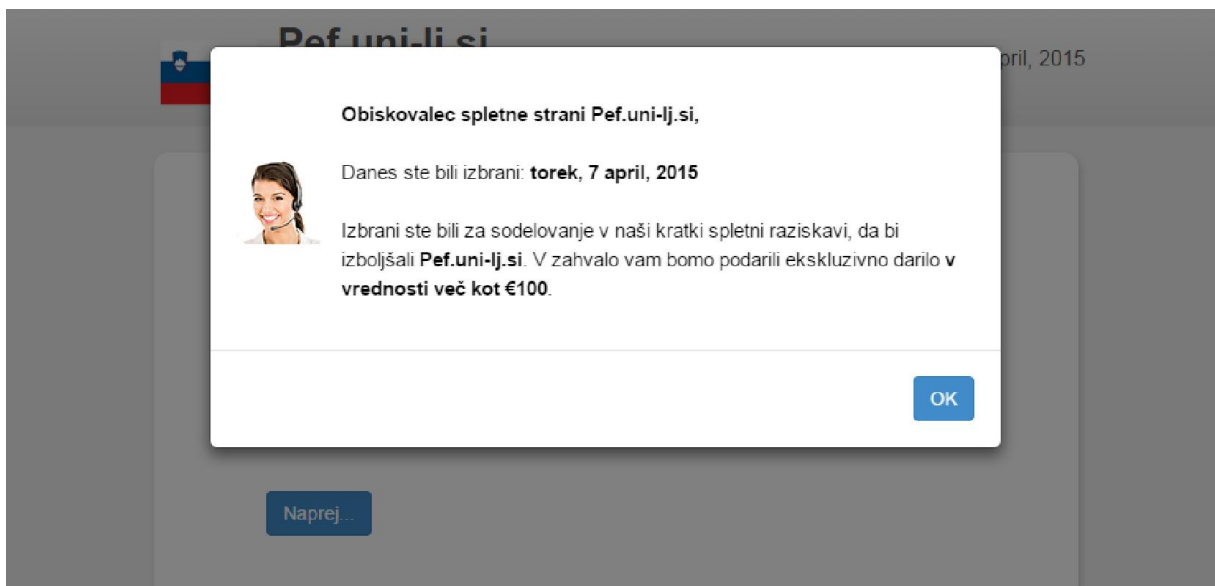 Pef.uni-lj.si
april, 2015
Obiskovalec spletne strani Pef.uni-lj.si,
Danes ste bili izbrani: torek, 7 april, 2015
Izbrani ste bili za sodelovanje v naši kratki spletni raziskavi, da bi
izboljšali Pef.uni-lj.si. V zahvalo vam bomo podarili ekskluzivno darilo v
vrednosti več kot €100.
OK
Naprej...